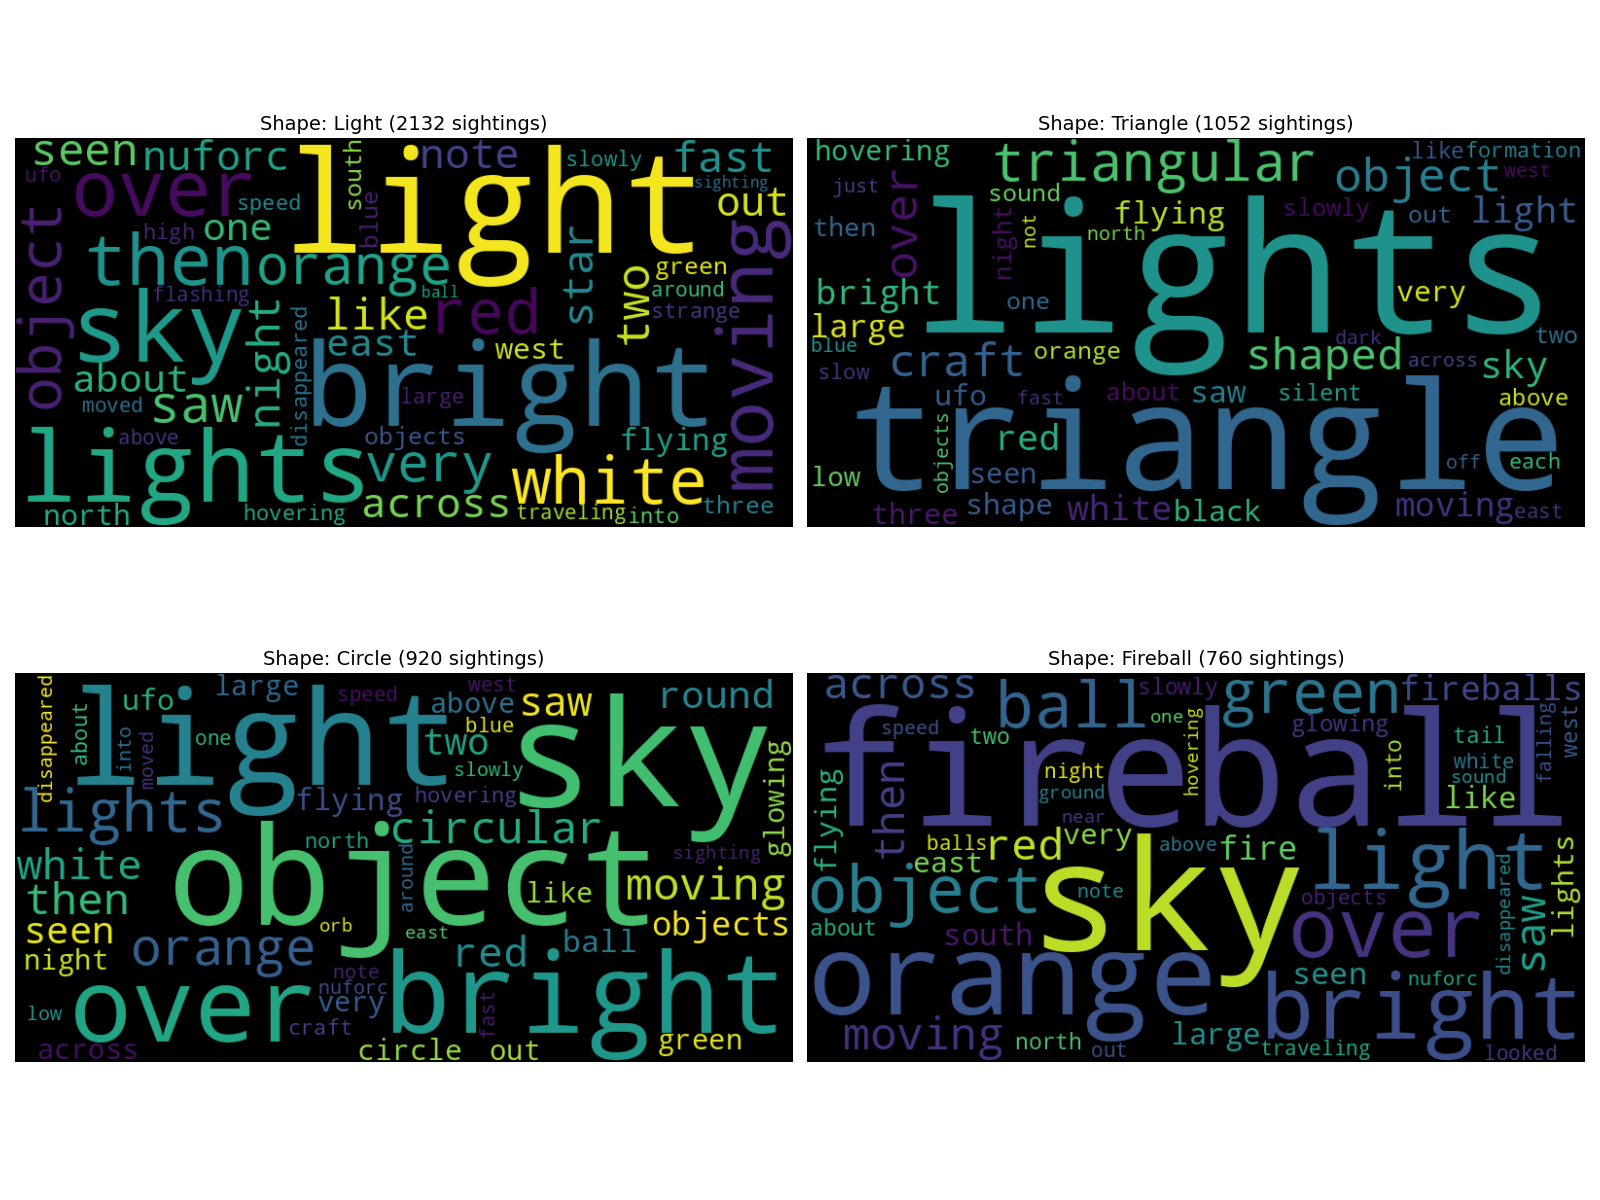 Shape: Light (2132 sightings)
seen
nuforc
light
south
note
slowly
fast
ufo
over
speed
blue
sighting
out
object
high
one
then
orange
star
two
green
moving
flashing
ball
around
sky
night
disappeared
like
red
strange
east
west
about
bright
large
moved
saw
above
objects
flying
lights
very
white
across
north
hovering
traveling
into
three
Shape: Triangle (1052 sightings)
hovering
triangular
like
formation
just
over
sound
object
west
then
night
not
flying
slowly
out
light
lights
north
bright
one
very
large
blue
craft
orange
shaped
dark
two
slow
across
sky
ufo
fast
about
saw
silent
above
triangle
objects
red
off
each
low
seen
three
shape
white
black
moving
east
Shape: Circle (920 sightings)
disappeared
light
ufo
large
speed
west
above
saw
round
about
into
moved
one
blue
two
sky
slowly
lights
flying
hovering
glowing
north
circular
white
object
around
sighting
then
like
moving
seen
orb
east
objects
night
orange
note
red
ball
nuforc
low
over
very
craft
fast
bright
across
circle
out
green
Shape: Fireball (760 sightings)
across
ball
slowly
green
fireballs
speed
two
one
glowing
falling
west
fireball
hovering
into
tail
flying
then
night
white
sound
ground
like
near
balls
red
very
above
fire
light
lights
east
object
sky
note
objects
disappeared
saw
about
south
over
orange
seen
nuforc
bright
moving
north
out
large
traveling
looked